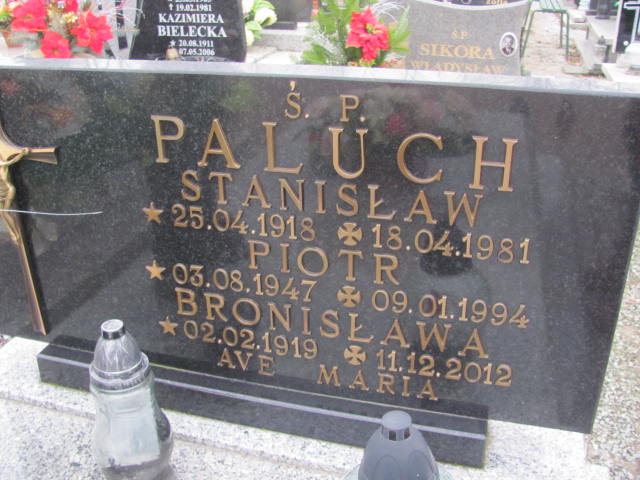 19.02.1981
KAZIMIERA
BIELECKA
20.08.1911
07.05.2006
Ś.P.
SIKORA
WŁADYSŁAW
Ś. P.
PALUCH
STANISŁAW
25.04.1918 18.04.1981
PIOTR
03.08.1947 09.01.1994
BRONISŁAWA
02.02.1919 11.12.2012
AVE MARIA